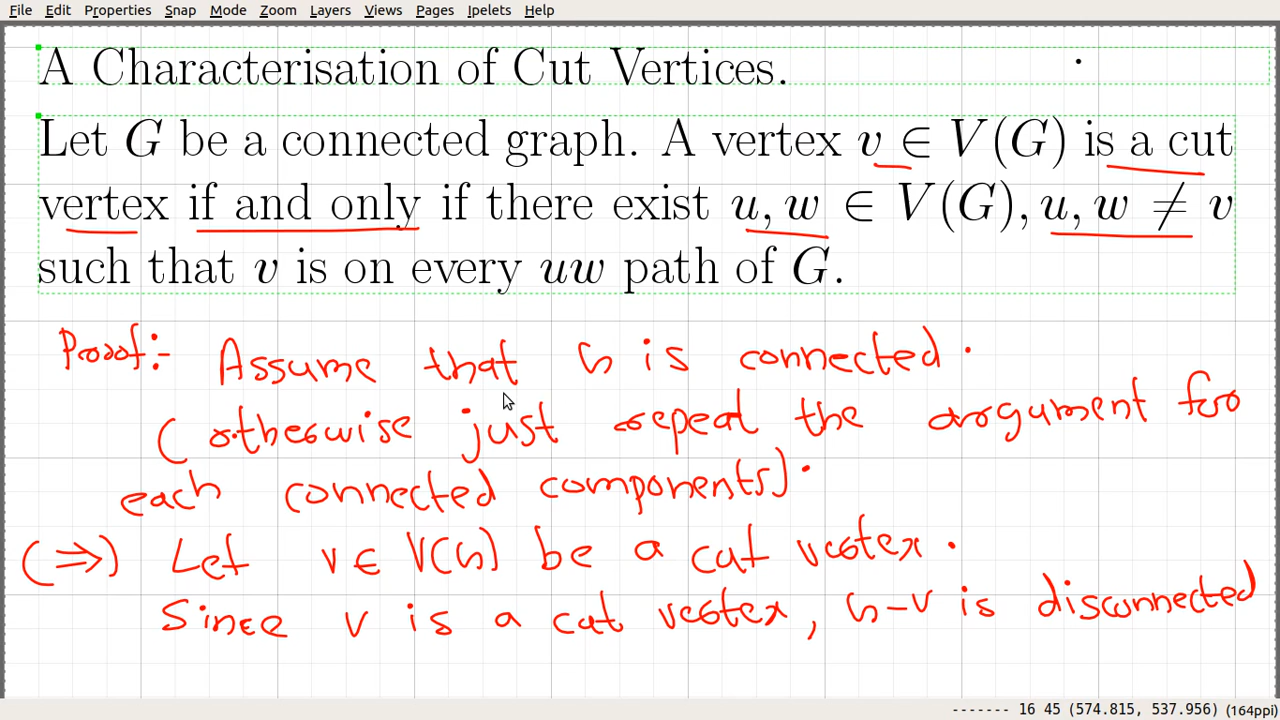 File Edit Properties Snap Mode Zoom Layers Views Pages Ipelets Help
A Characterisation of Cut Vertices.
Let G be a connected graph. A vertex v ∈ V(G) is a cut
vertex if and only if there exist u, w ∈ V(G), u, w ≠ v
such that v is on every uw path of G.
Proof:- Assume that G is connected.
(otherwise just repeat the argument for
each connected components).
(⇒) Let v ∈ V(G) be a cut vertex.
Since v is a cut vertex, G-v is disconnected
------- 16 45 (574.815, 537.956) (164ppi)